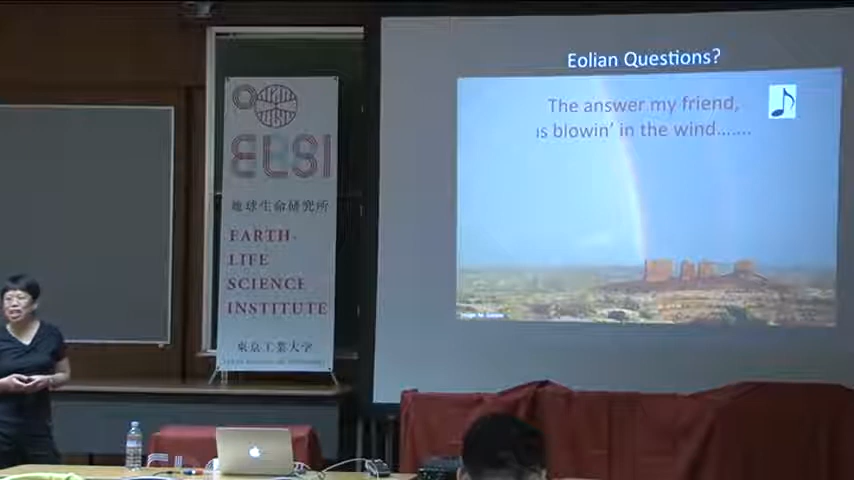 ELSI
地球生命研究所
EARTH-
LIFE
SCIENCE
INSTITUTE
東京工業大学
Eolian Questions?
The answer my friend,
is blowin' in the wind.......